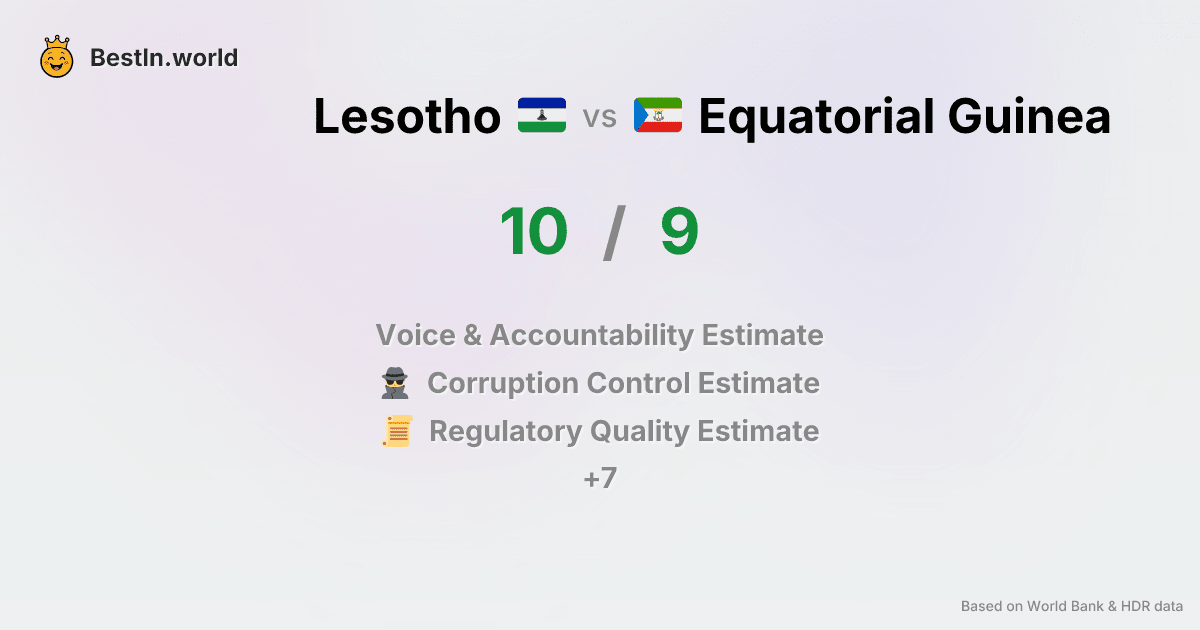 BestIn.world
Lesotho vs Equatorial Guinea
10 / 9
Voice & Accountability Estimate
Corruption Control Estimate
Regulatory Quality Estimate
+7
Based on World Bank & HDR data